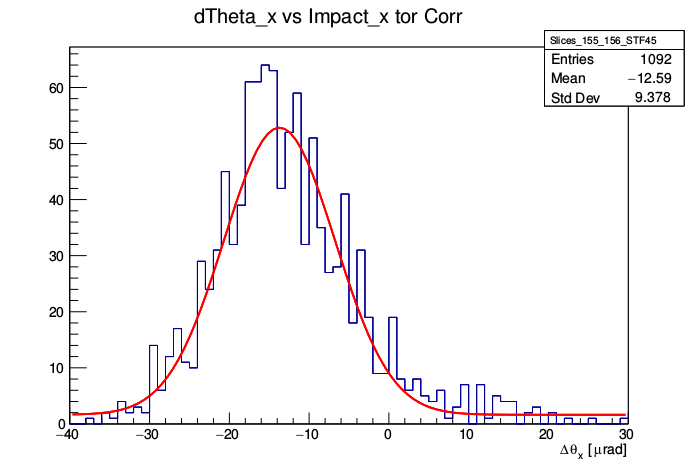 dTheta_x vs Impact_x tor Corr
Slices_155_156_STF45
Entries 1092
Mean −12.59
Std Dev 9.378
60
50
40
30
20
10
0
−40 −30 −20 −10 0 10 20 30
Δθx [μrad]